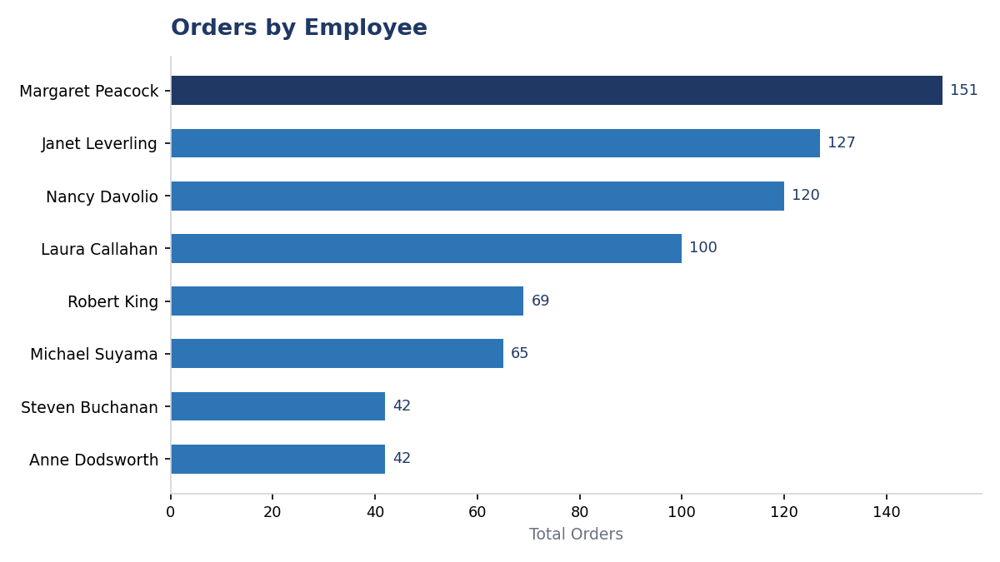 Orders by Employee
Margaret Peacock 151
Janet Leverling 127
Nancy Davolio 120
Laura Callahan 100
Robert King 69
Michael Suyama 65
Steven Buchanan 42
Anne Dodsworth 42
0 20 40 60 80 100 120 140
Total Orders